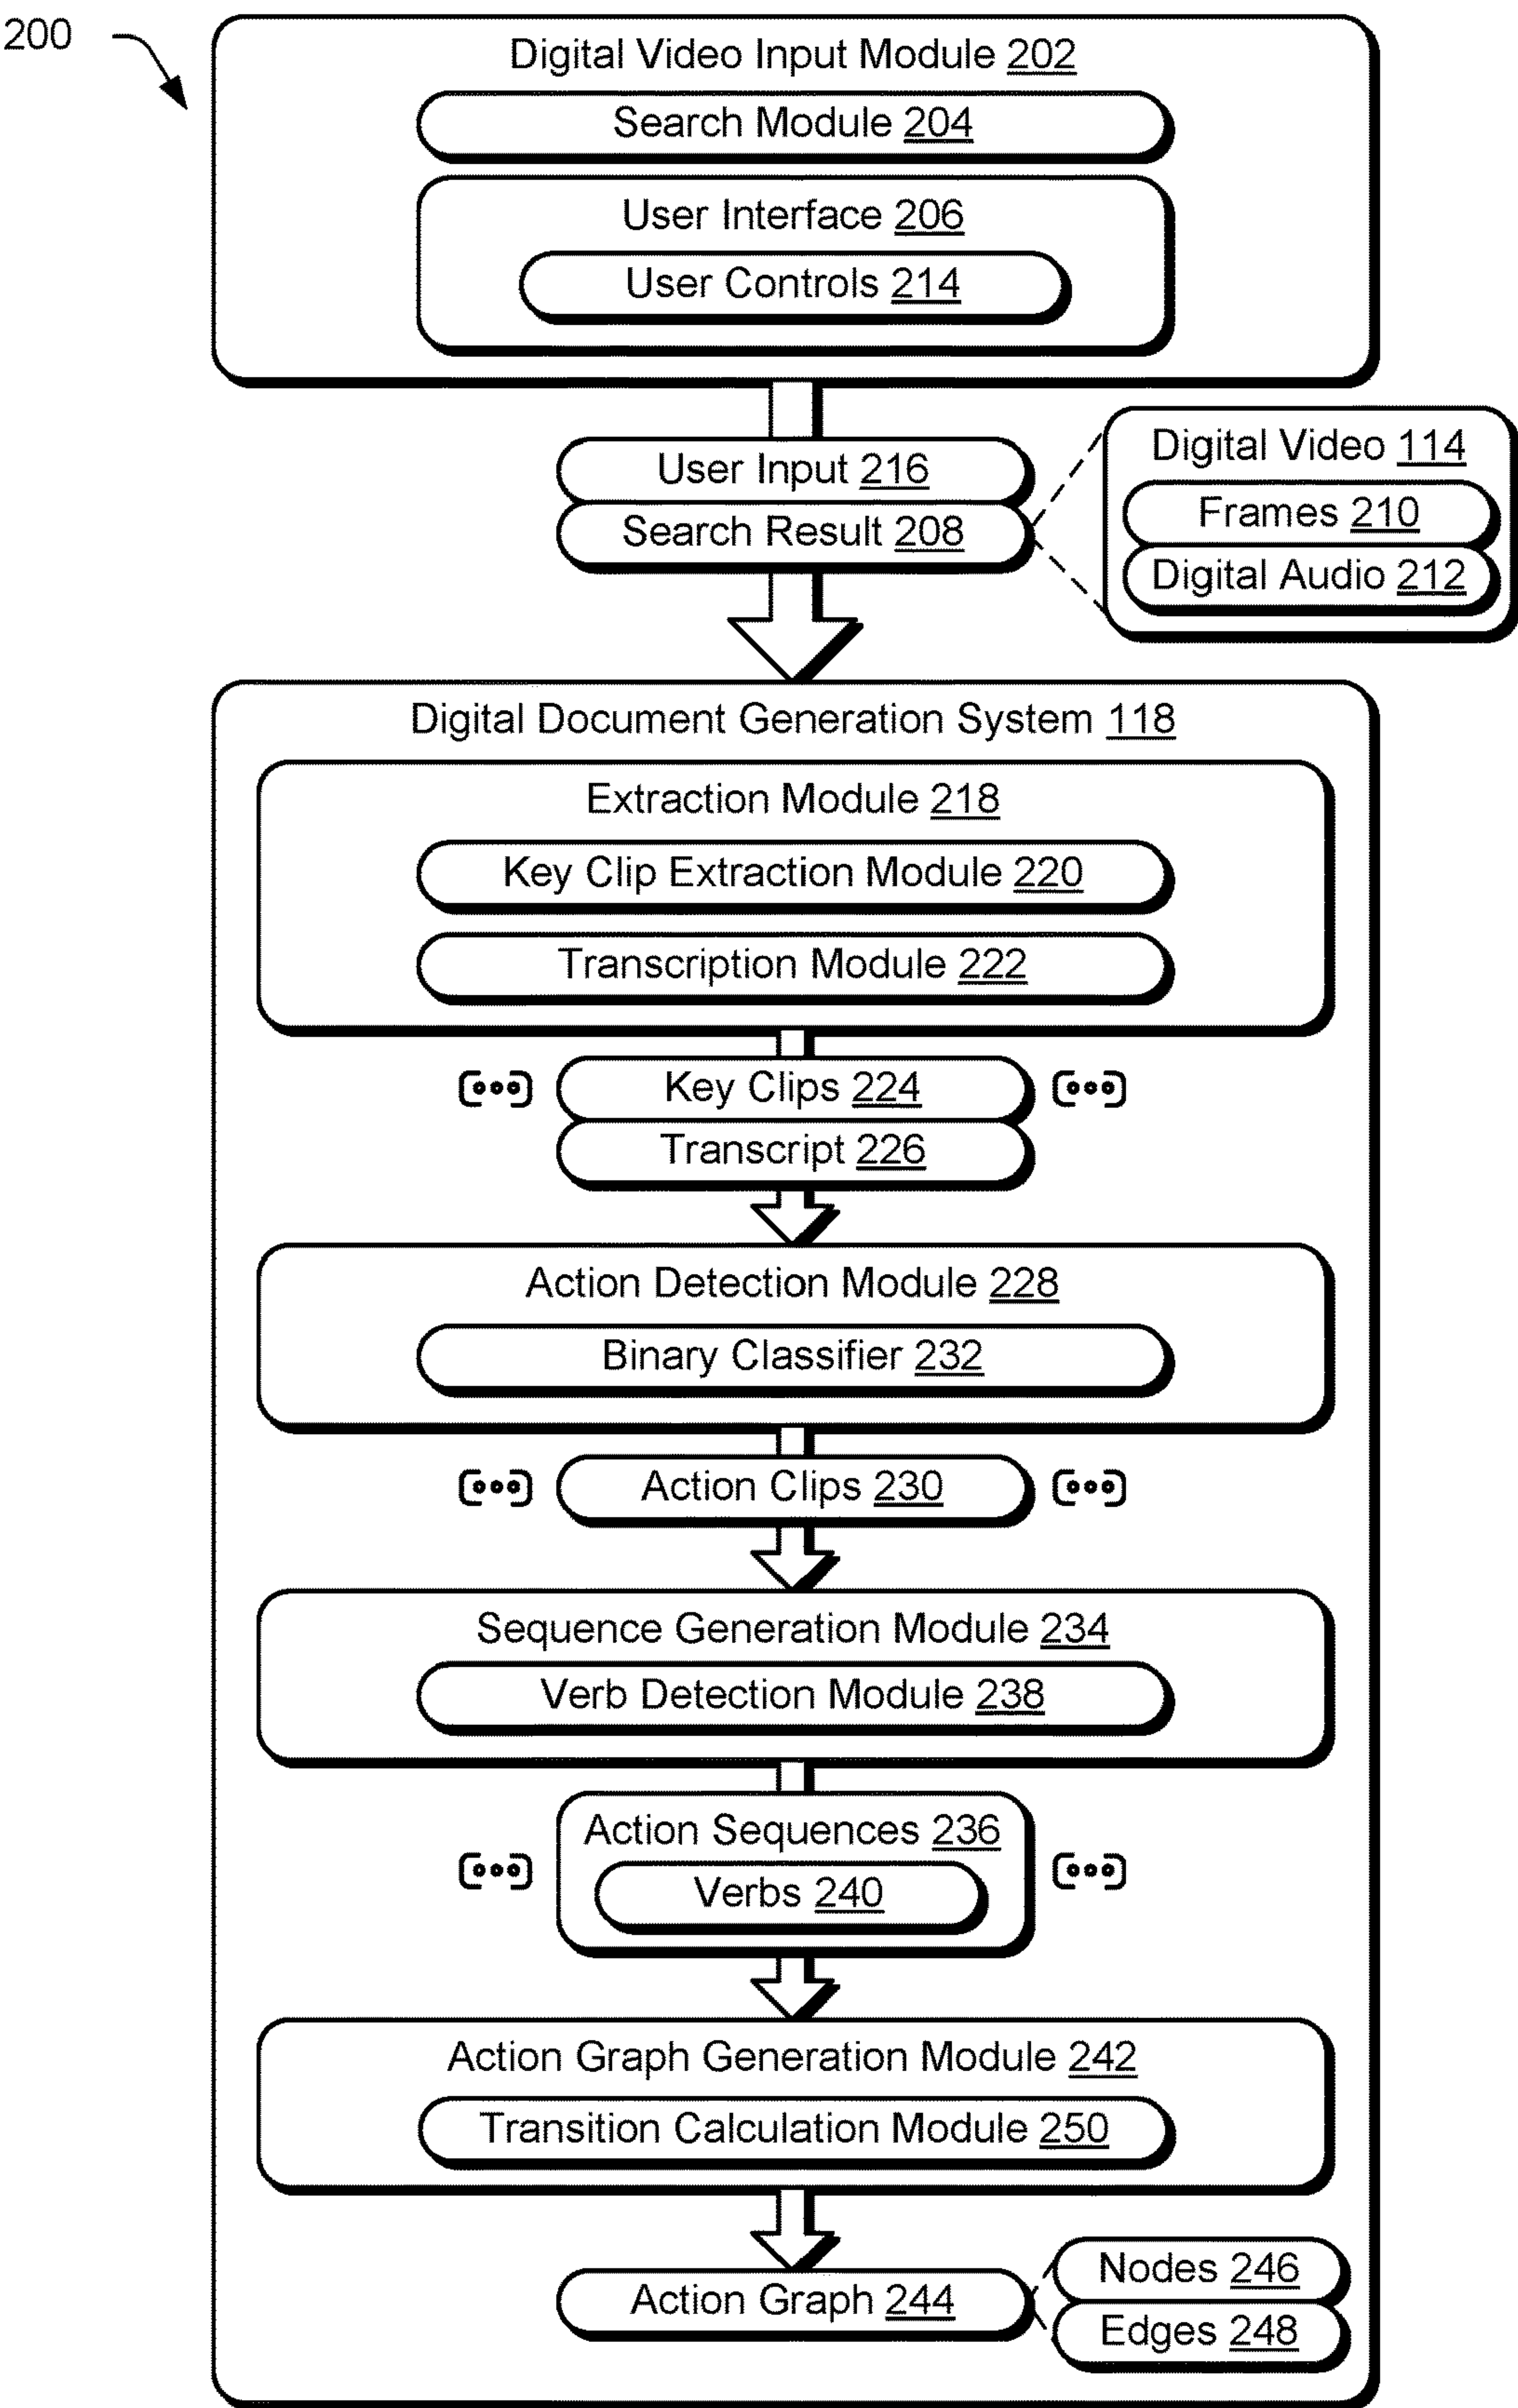 200
Digital Video Input Module 202
Search Module 204
User Interface 206
User Controls 214
User Input 216
Search Result 208
Digital Video 114
Frames 210
Digital Audio 212
Digital Document Generation System 118
Extraction Module 218
Key Clip Extraction Module 220
Transcription Module 222
Key Clips 224
Transcript 226
Action Detection Module 228
Binary Classifier 232
Action Clips 230
Sequence Generation Module 234
Verb Detection Module 238
Action Sequences 236
Verbs 240
Action Graph Generation Module 242
Transition Calculation Module 250
Action Graph 244
Nodes 246
Edges 248